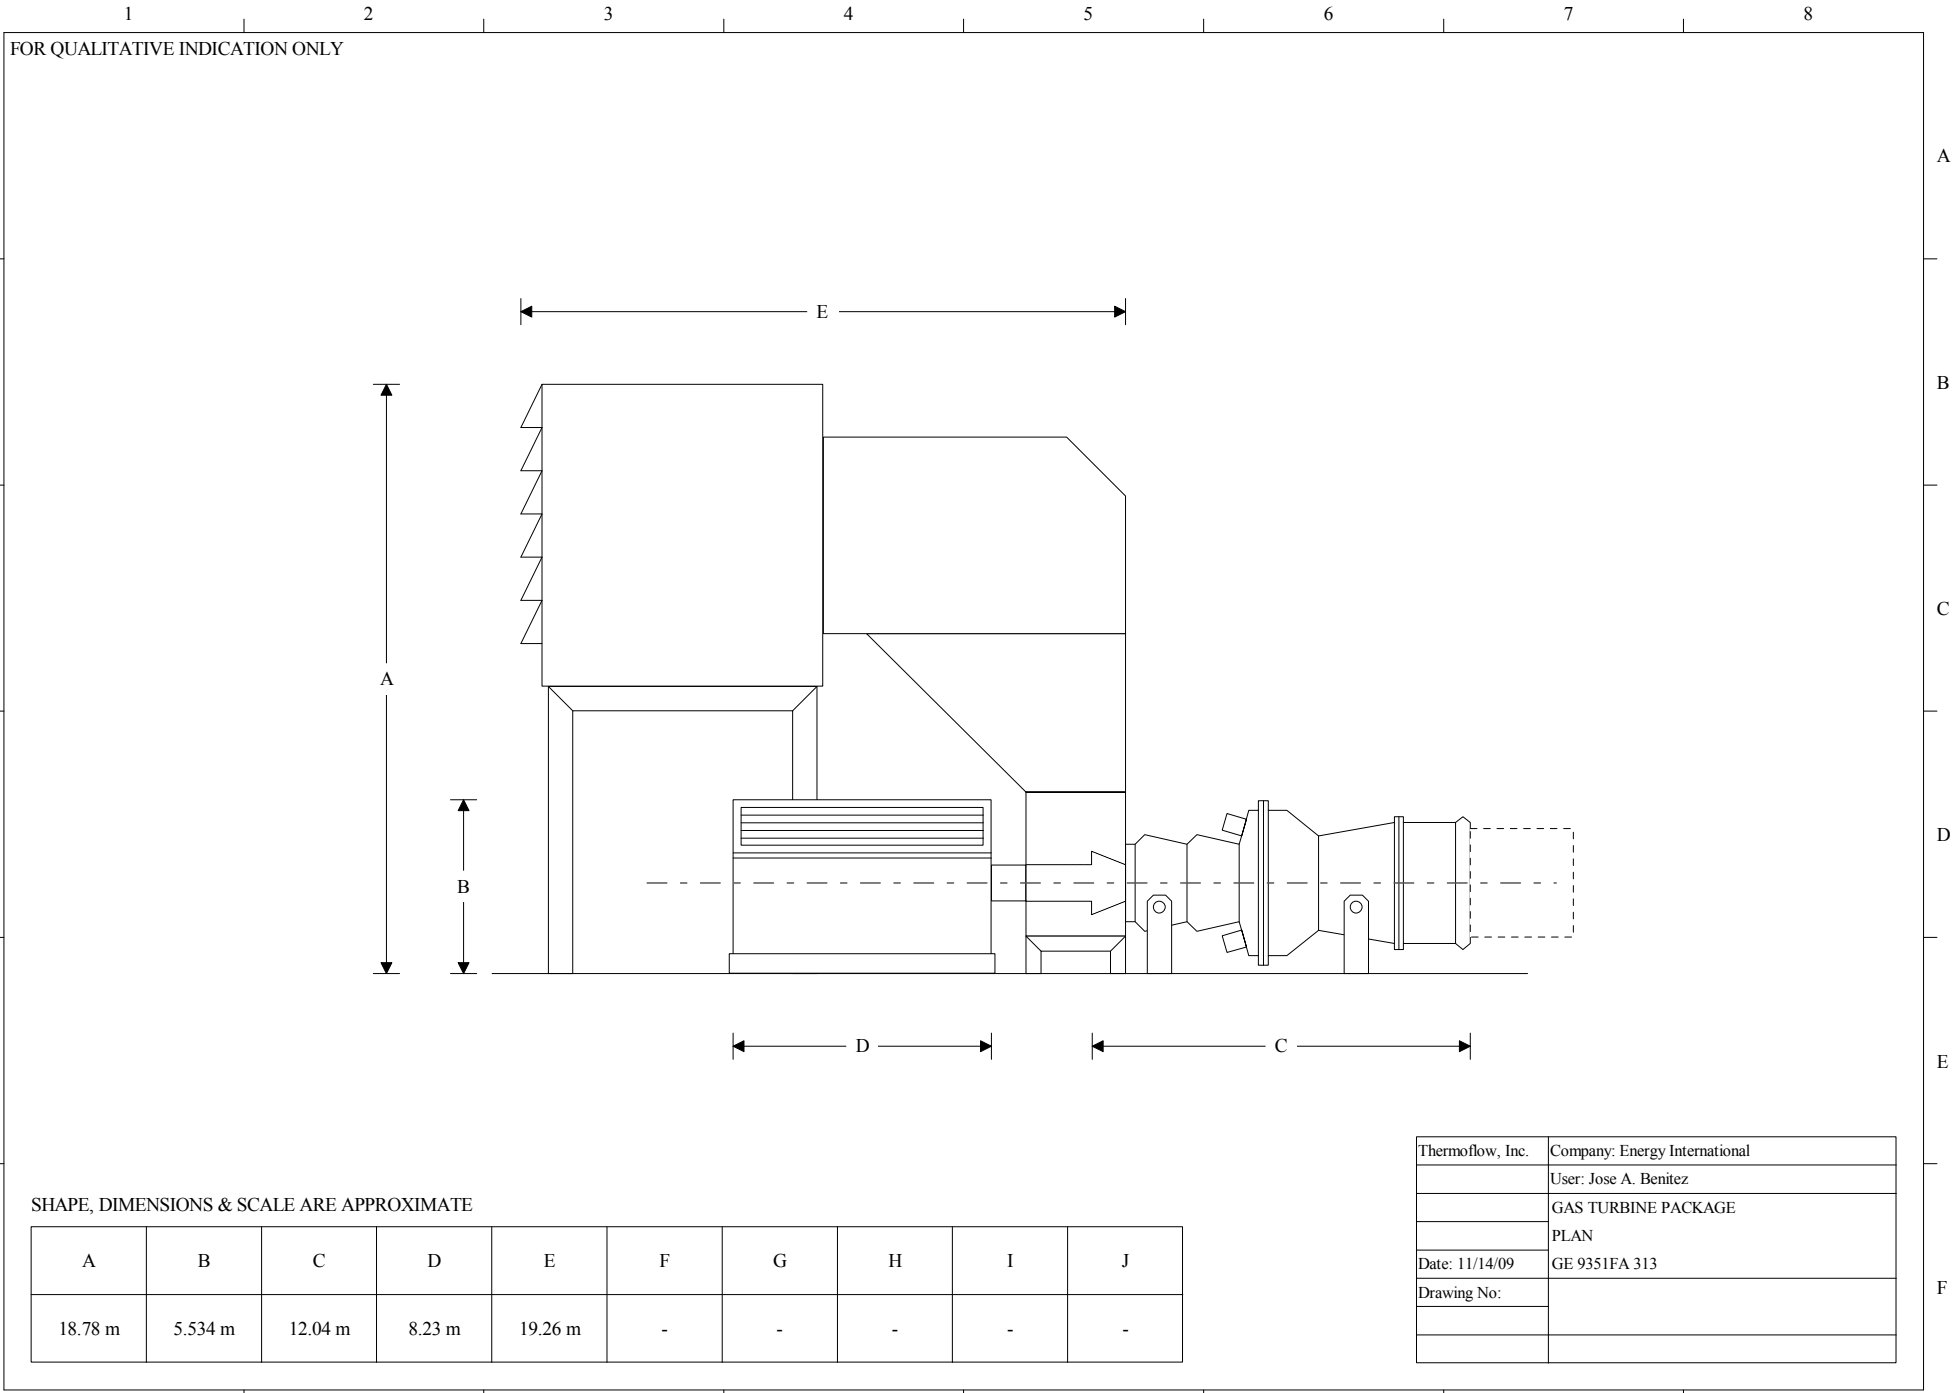 1 2 3 4 5 6 7 8
FOR QUALITATIVE INDICATION ONLY
A
E
B
C
A
D
B
D C
E
Thermoflow, Inc. Company: Energy International
User: Jose A. Benitez
SHAPE, DIMENSIONS & SCALE ARE APPROXIMATE
GAS TURBINE PACKAGE
PLAN
A B C D E F G H I J
Date: 11/14/09 GE 9351FA 313
F
Drawing No:
18.78 m 5.534 m 12.04 m 8.23 m 19.26 m - - - - -